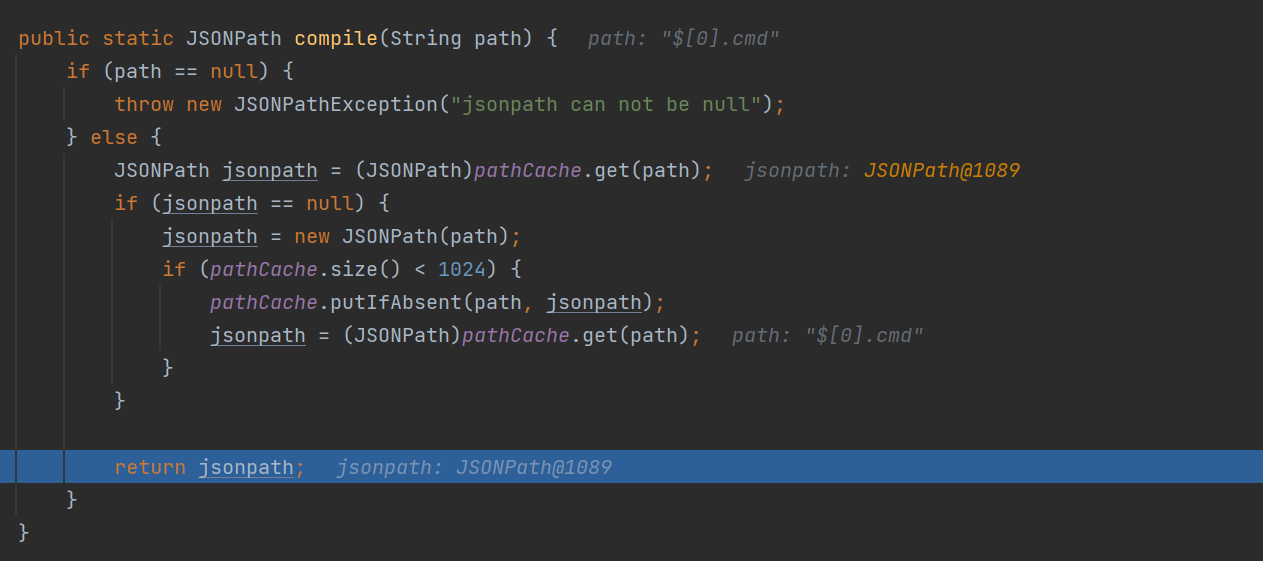 public static JSONPath compile(String path) {   path: "$[0].cmd"
    if (path == null) {
        throw new JSONPathException("jsonpath can not be null");
    } else {
        JSONPath jsonpath = (JSONPath)pathCache.get(path);   jsonpath: JSONPath@1089
        if (jsonpath == null) {
            jsonpath = new JSONPath(path);
            if (pathCache.size() < 1024) {
                pathCache.putIfAbsent(path, jsonpath);
                jsonpath = (JSONPath)pathCache.get(path);   path: "$[0].cmd"
            }
        }
        return jsonpath;   jsonpath: JSONPath@1089
    }
}